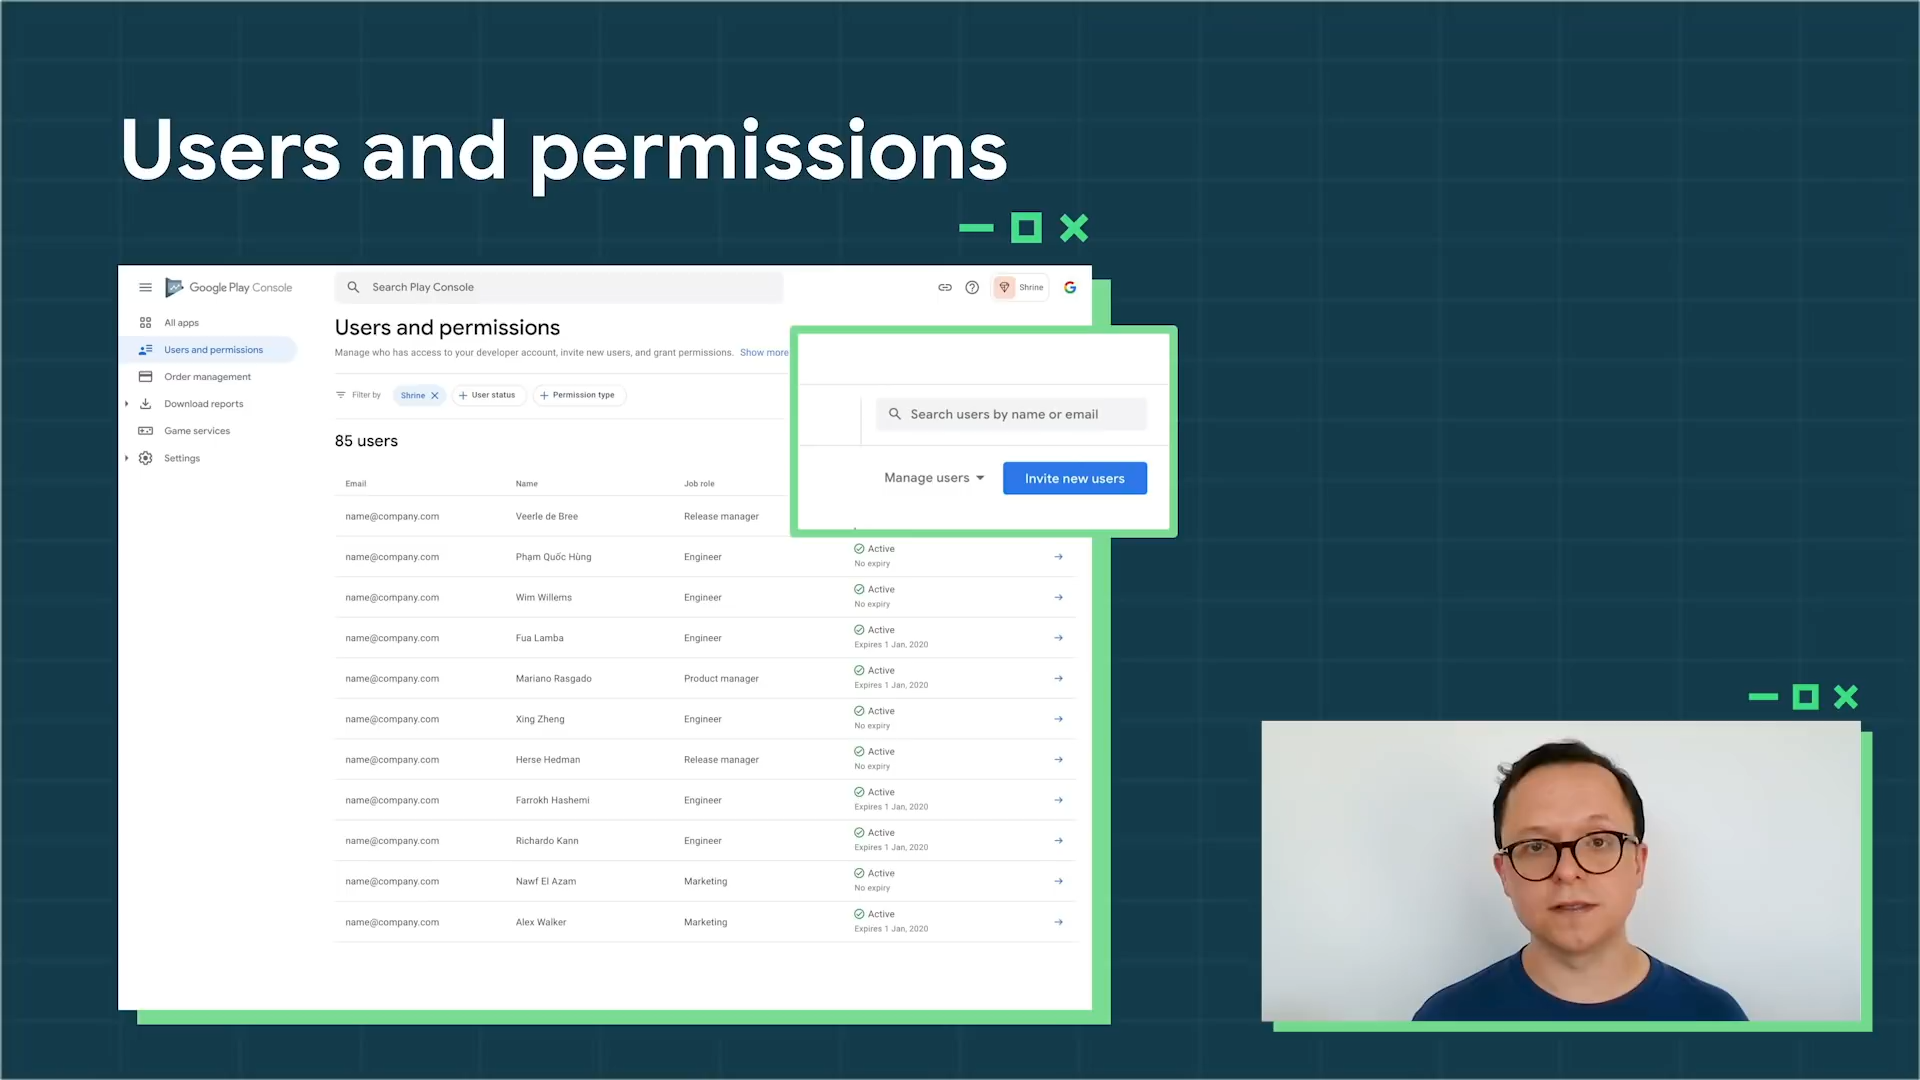 Users and permissions
Google Play Console
Search Play Console
Shrine
All apps
Users and permissions
Order management
Download reports
Game services
Settings
Users and permissions
Manage who has access to your developer account, invite new users, and grant permissions. Show more
Filter by Shrine User status Permission type
Search users by name or email
85 users
Manage users Invite new users
Email Name Job role
name@company.com Veerle de Bree Release manager
name@company.com Phạm Quốc Hùng Engineer Active
No expiry
name@company.com Wim Willems Engineer Active
No expiry
name@company.com Fua Lamba Engineer Active
Expires 1 Jan, 2020
name@company.com Mariano Rasgado Product manager Active
Expires 1 Jan, 2020
name@company.com Xing Zheng Engineer Active
No expiry
name@company.com Herse Hedman Release manager Active
No expiry
name@company.com Farrokh Hashemi Engineer Active
Expires 1 Jan, 2020
name@company.com Richardo Kann Engineer Active
Expires 1 Jan, 2020
name@company.com Nawf El Azam Marketing Active
No expiry
name@company.com Alex Walker Marketing Active
Expires 1 Jan, 2020